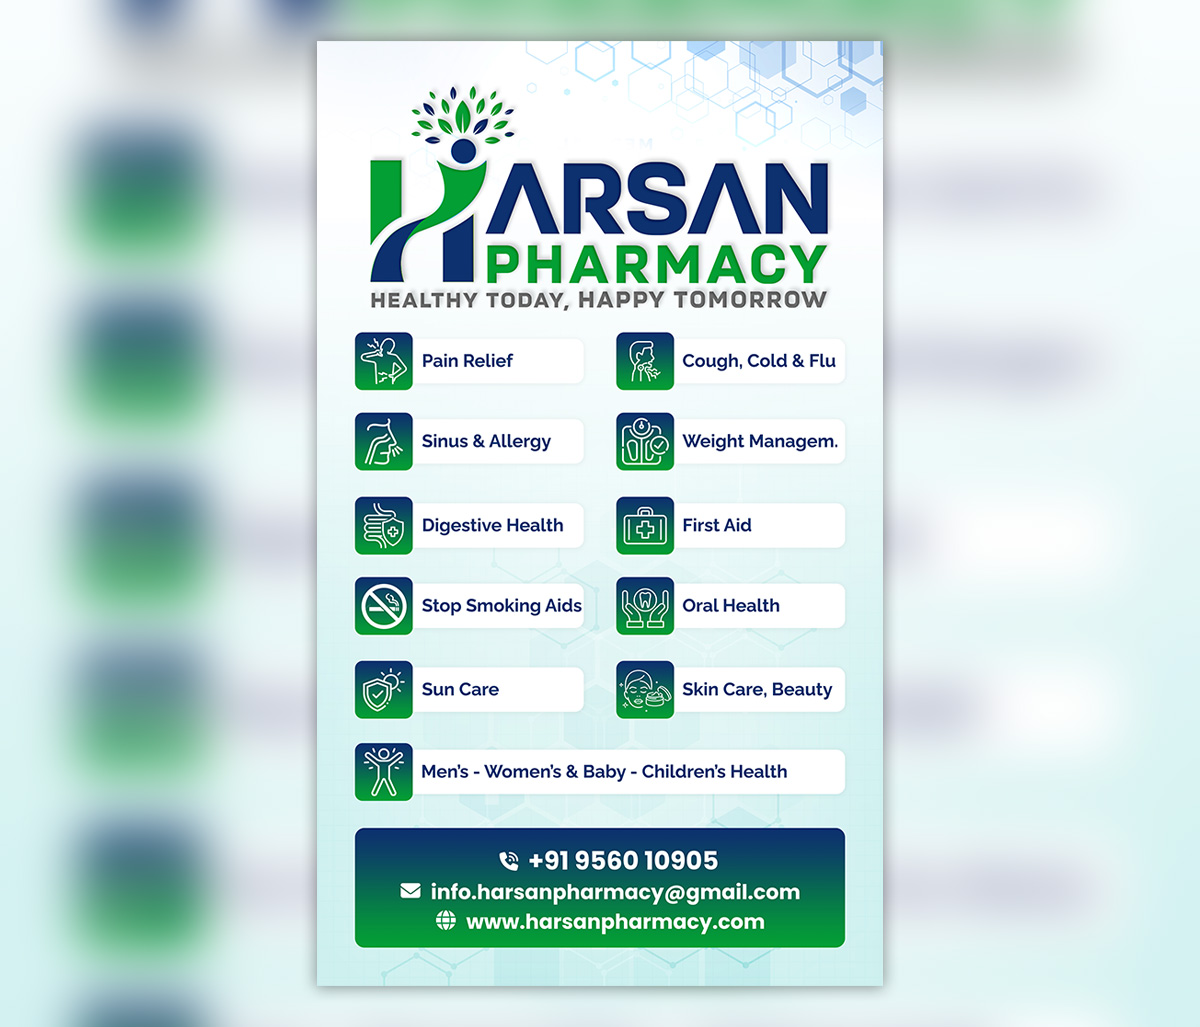 HARSAN
PHARMACY
HEALTHY TODAY, HAPPY TOMORROW
Pain Relief
Cough, Cold & Flu
Sinus & Allergy
Weight Managem.
Digestive Health
First Aid
Stop Smoking Aids
Oral Health
Sun Care
Skin Care, Beauty
Men's - Women's & Baby - Children's Health
+91 9560 10905
info.harsanpharmacy@gmail.com
www.harsanpharmacy.com